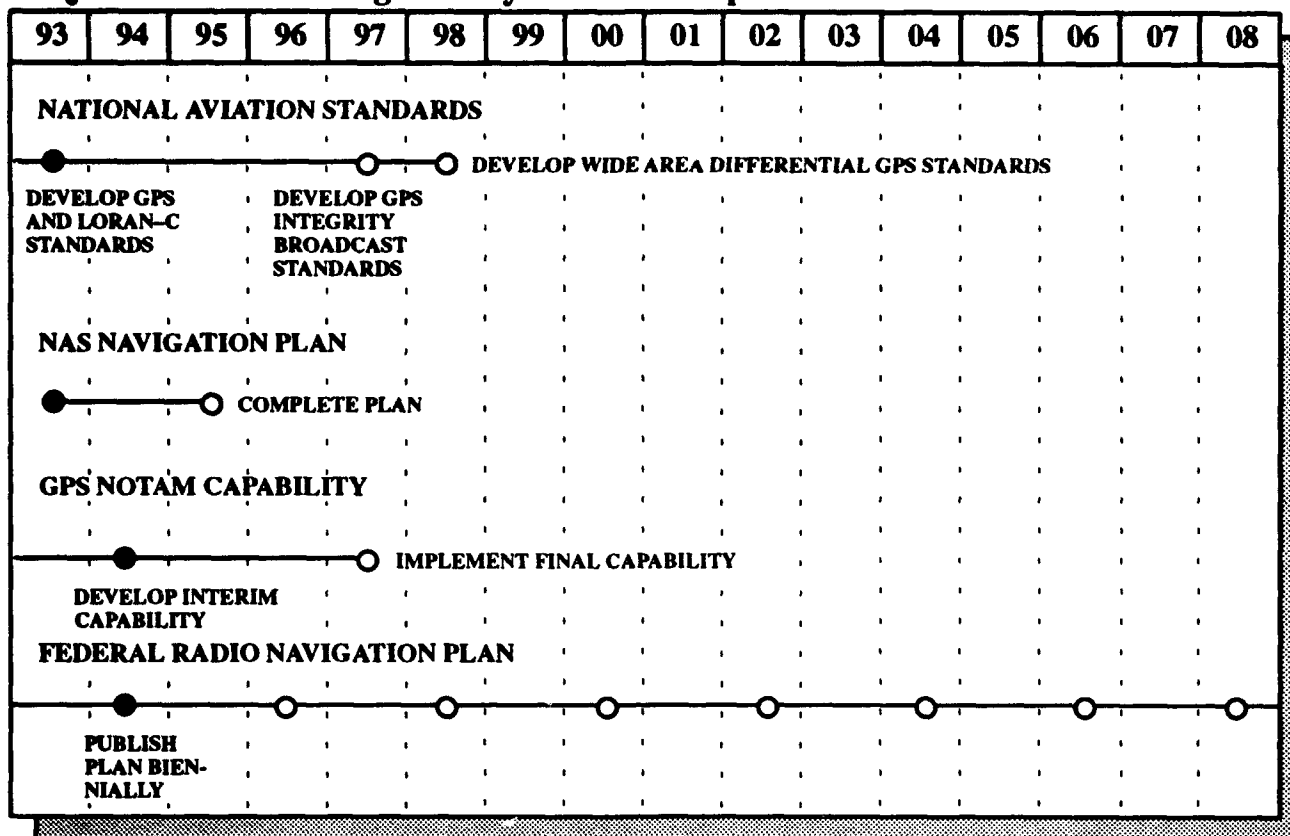 93 94 95 96 97 98 99 00 01 02 03 04 05 06 07 08
NATIONAL AVIATION STANDARDS
DEVELOP WIDE AREA DIFFERENTIAL GPS STANDARDS
DEVELOP GPS
AND LORAN–C
STANDARDS
DEVELOP GPS
INTEGRITY
BROADCAST
STANDARDS
NAS NAVIGATION PLAN
COMPLETE PLAN
GPS NOTAM CAPABILITY
IMPLEMENT FINAL CAPABILITY
DEVELOP INTERIM
CAPABILITY
FEDERAL RADIO NAVIGATION PLAN
PUBLISH
PLAN BIEN-
NIALLY